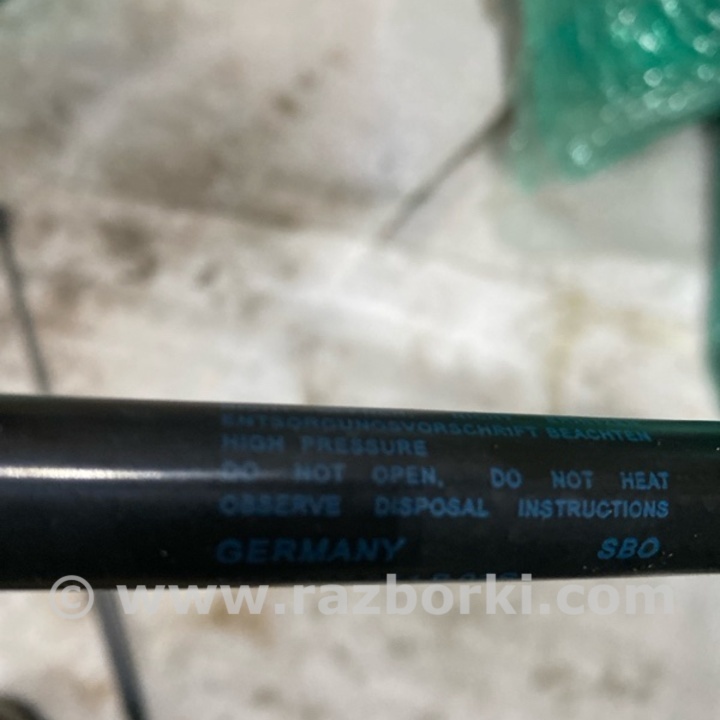 ENTSORGUNGSVORSCHRIFT BEACHTEN
HIGH PRESSURE
DO NOT OPEN, DO NOT HEAT
OBSERVE DISPOSAL INSTRUCTIONS
GERMANY SBO
© www.razborki.com